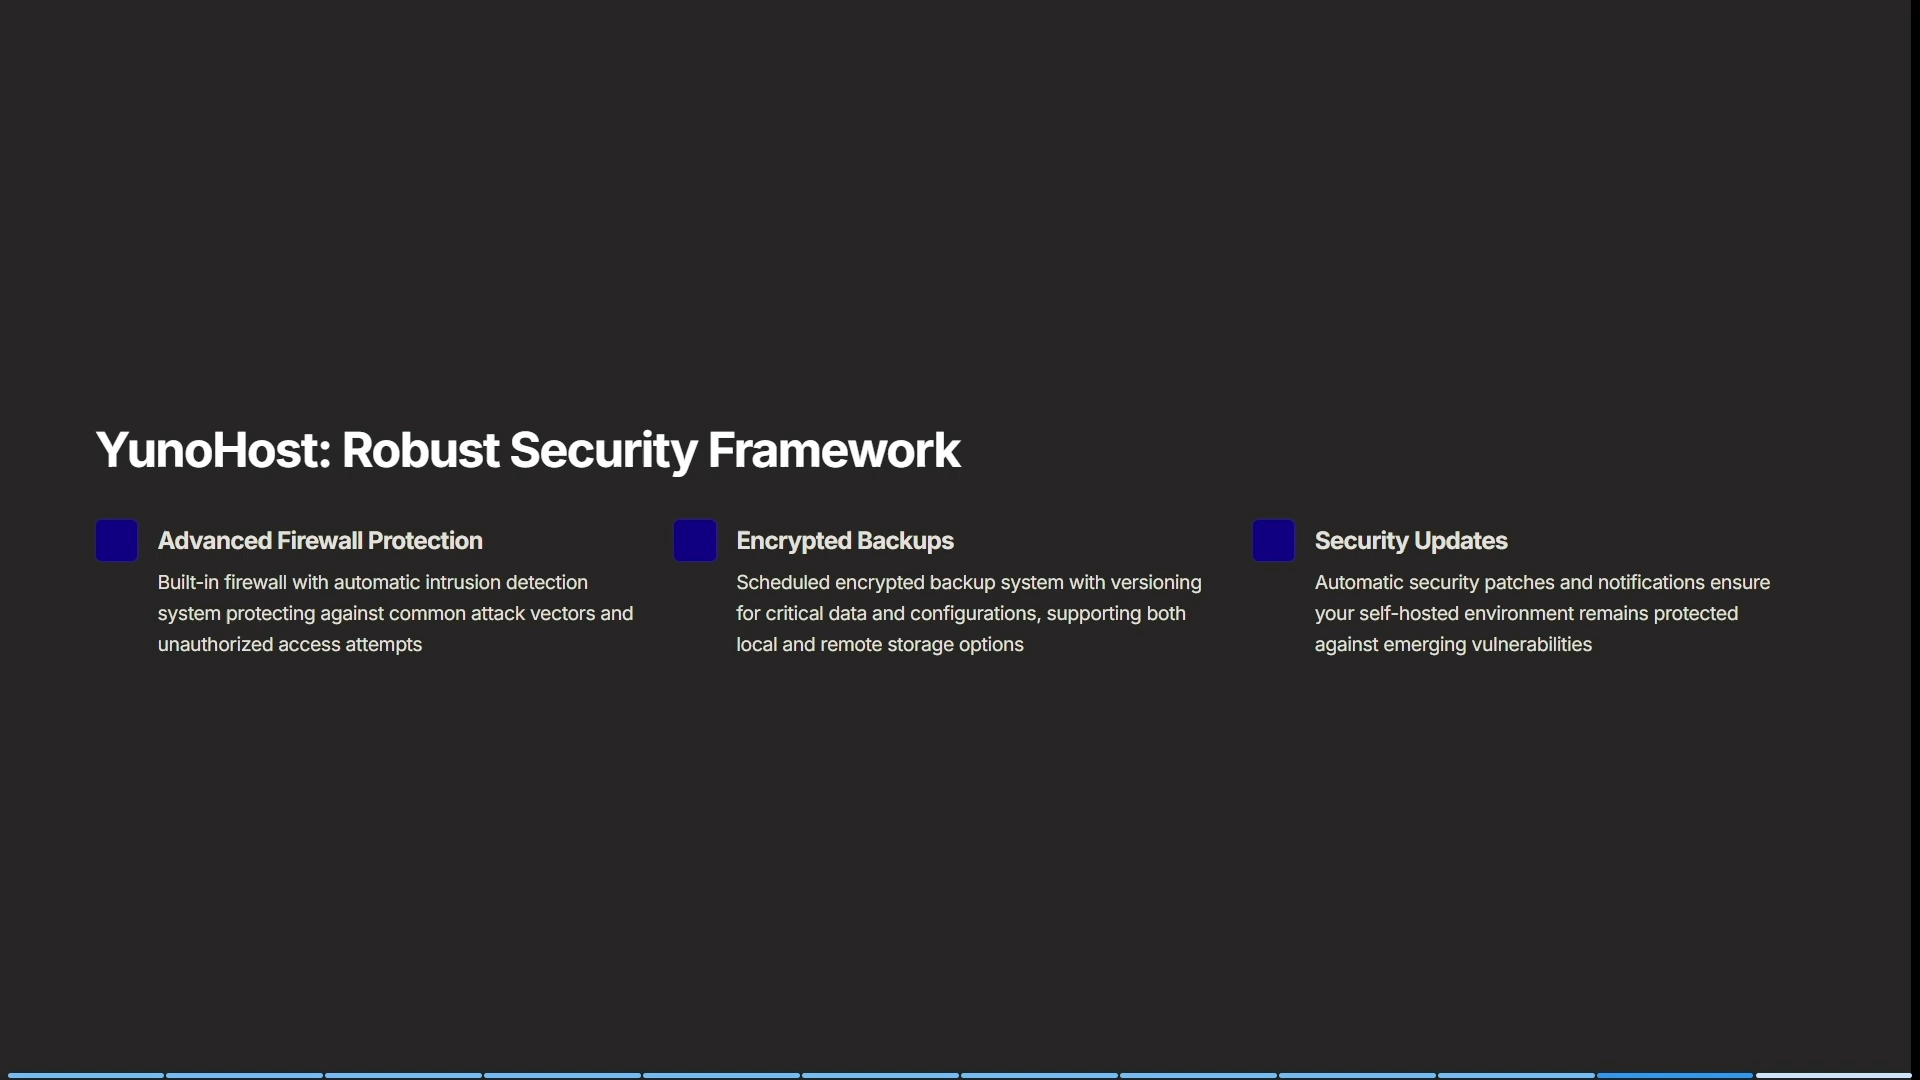 YunoHost: Robust Security Framework
Advanced Firewall Protection
Built-in firewall with automatic intrusion detection
system protecting against common attack vectors and
unauthorized access attempts
Encrypted Backups
Scheduled encrypted backup system with versioning
for critical data and configurations, supporting both
local and remote storage options
Security Updates
Automatic security patches and notifications ensure
your self-hosted environment remains protected
against emerging vulnerabilities